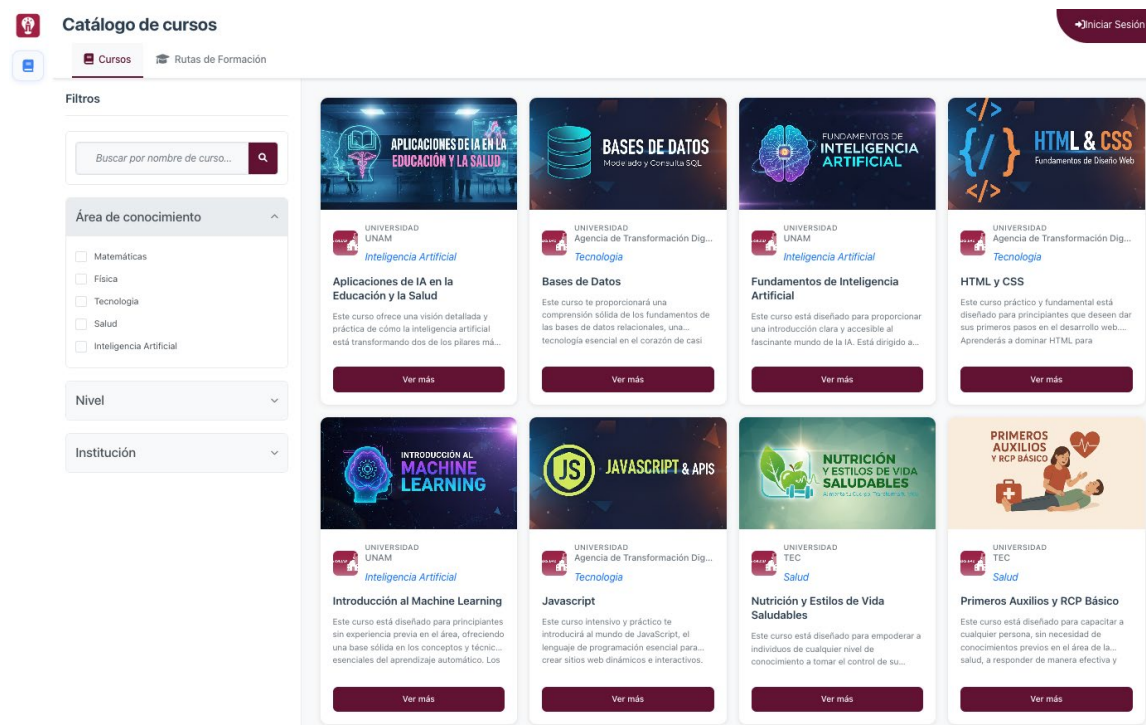 Catálogo de cursos
Iniciar Sesión
Cursos
Rutas de Formación
Filtros
Buscar por nombre de curso...
Área de conocimiento
Matemáticas
Física
Tecnologia
Salud
Inteligencia Artificial
Nivel
Institución
APLICACIONES DE IA EN LA
EDUCACIÓN Y LA SALUD
UNIVERSIDAD
UNAM
Inteligencia Artificial
Aplicaciones de IA en la
Educación y la Salud
Este curso ofrece una visión detallada y
práctica de cómo la inteligencia artificial
está transformando dos de los pilares má...
Ver más
BASES DE DATOS
Modelado y Consulta SQL
UNIVERSIDAD
Agencia de Transformación Dig...
Tecnologia
Bases de Datos
Este curso te proporcionará una
comprensión sólida de los fundamentos de
las bases de datos relacionales, una...
tecnología esencial en el corazón de casi
Ver más
FUNDAMENTOS DE
INTELIGENCIA
ARTIFICIAL
UNIVERSIDAD
UNAM
Inteligencia Artificial
Fundamentos de Inteligencia
Artificial
Este curso está diseñado para proporcionar
una introducción clara y accesible al
fascinante mundo de la IA. Está dirigido a...
Ver más
</>
{/}
</>
HTML & CSS
Fundamentos de Diseño Web
UNIVERSIDAD
Agencia de Transformación Dig...
Tecnologia
HTML y CSS
Este curso práctico y fundamental está
diseñado para principiantes que deseen dar
sus primeros pasos en el desarrollo web....
Aprenderás a dominar HTML para
Ver más
INTRODUCCIÓN AL
MACHINE
LEARNING
UNIVERSIDAD
UNAM
Inteligencia Artificial
Introducción al Machine Learning
Este curso está diseñado para principiantes
sin experiencia previa en el área, ofreciendo
una base sólida en los conceptos y técnic...
esenciales del aprendizaje automático. Los
Ver más
JS
JAVASCRIPT & APIS
UNIVERSIDAD
Agencia de Transformación Dig...
Tecnologia
Javascript
Este curso intensivo y práctico te
introducirá al mundo de JavaScript, el
lenguaje de programación esencial para...
crear sitios web dinámicos e interactivos.
Ver más
NUTRICIÓN
Y ESTILOS DE VIDA
SALUDABLES
UNIVERSIDAD
TEC
Salud
Nutrición y Estilos de Vida
Saludables
Este curso está diseñado para empoderar a
individuos de cualquier nivel de
conocimiento a tomar el control de su...
Ver más
PRIMEROS
AUXILIOS
Y RCP BÁSICO
UNIVERSIDAD
TEC
Salud
Primeros Auxilios y RCP Básico
Este curso está diseñado para capacitar a
cualquier persona, sin necesidad de
conocimientos previos en el área de la...
salud, a responder de manera efectiva y
Ver más